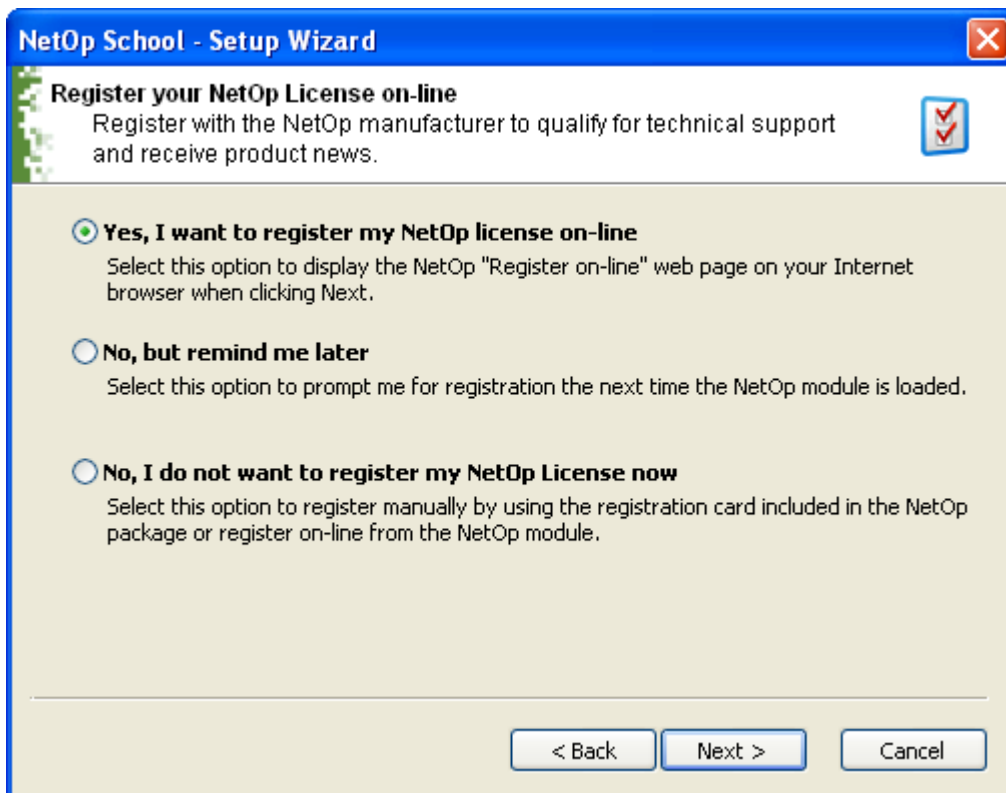 NetOp School - Setup Wizard
Register your NetOp License on-line
Register with the NetOp manufacturer to qualify for technical support
and receive product news.
Yes, I want to register my NetOp license on-line
Select this option to display the NetOp "Register on-line" web page on your Internet
browser when clicking Next.
No, but remind me later
Select this option to prompt me for registration the next time the NetOp module is loaded.
No, I do not want to register my NetOp License now
Select this option to register manually by using the registration card included in the NetOp
package or register on-line from the NetOp module.
< Back
Next >
Cancel